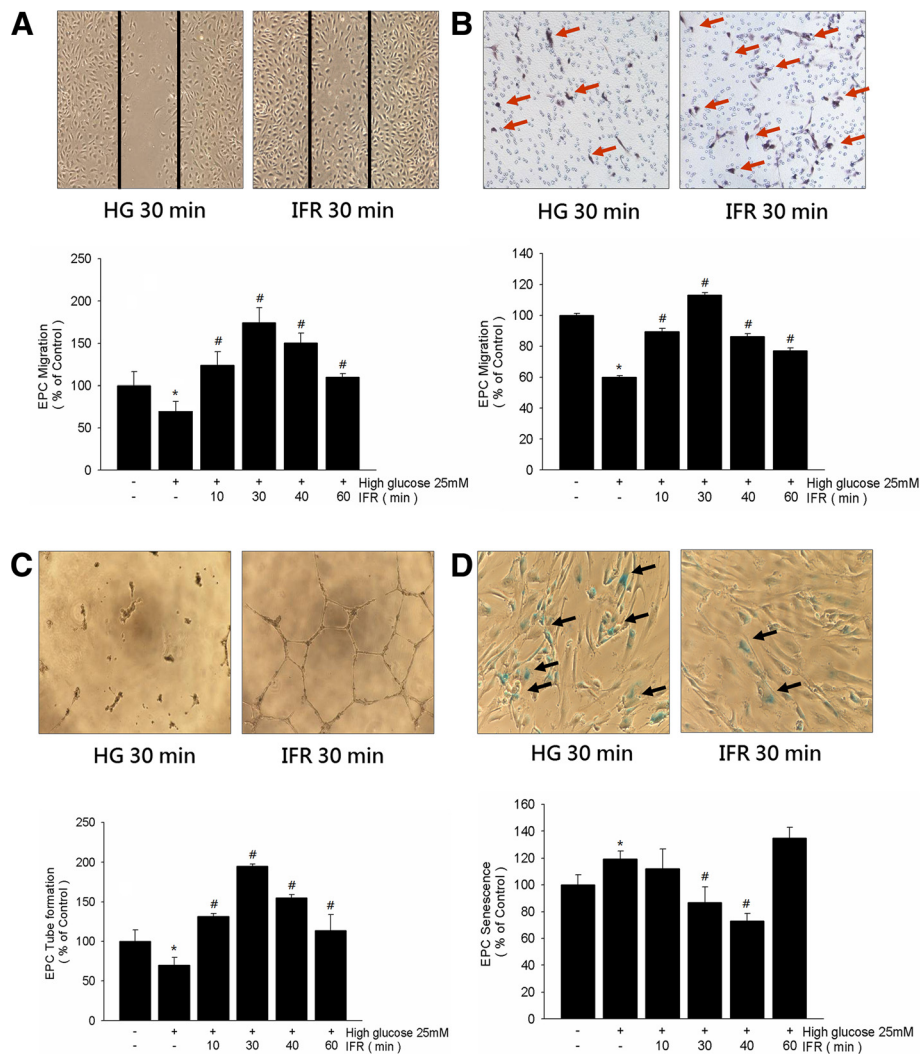 A
HG 30 min
IFR 30 min
EPC Migration
( % of Control )
250
200
150
100
50
0
*
#
#
#
#
- + + + + + High glucose 25mM
- - 10 30 40 60 IFR ( min )
B
HG 30 min
IFR 30 min
EPC Migration
( % of Control )
140
120
100
80
60
40
20
0
*
#
#
#
#
- + + + + + High glucose 25mM
- - 10 30 40 60 IFR ( min )
C
HG 30 min
IFR 30 min
EPC Tube formation
( % of Control )
250
200
150
100
50
0
*
#
#
#
#
- + + + + + High glucose 25mM
- - 10 30 40 60 IFR ( min )
D
HG 30 min
IFR 30 min
EPC Senescence
( % of Control )
160
140
120
100
80
60
40
20
0
*
#
#
- + + + + + High glucose 25mM
- - 10 30 40 60 IFR ( min )